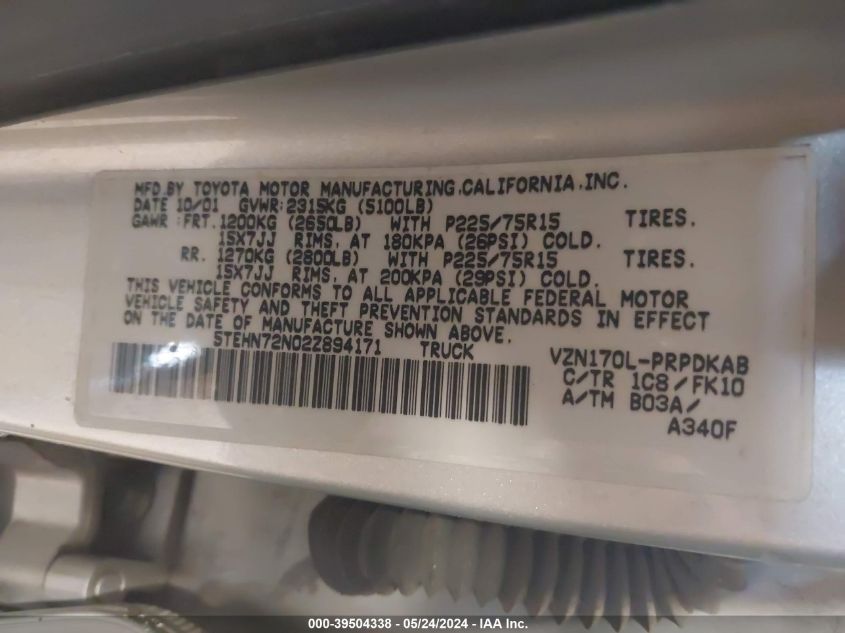 MFD.BY TOYOTA MOTOR MANUFACTURING.CALIFORNIA.INC.
DATE 10/01 GVWR:2315KG (5100LB)
GAWR:FRT.1200KG (2650LB) WITH P225/75R15 TIRES.
15X7JJ RIMS, AT 180KPA (26PSI) COLD.
RR. 1270KG (2800LB) WITH P225/75R15 TIRES.
15X7JJ RIMS, AT 200KPA (29PSI) COLD.
THIS VEHICLE CONFORMS TO ALL APPLICABLE FEDERAL MOTOR
VEHICLE SAFETY AND THEFT PREVENTION STANDARDS IN EFFECT
ON THE DATE OF MANUFACTURE SHOWN ABOVE.
5TEHN72N02Z894171 TRUCK VZN170L-PRPDKAB
C/TR 1C8/FK10
A/TM B03A/
A340F
000-39504338 - 05/24/2024 - IAA Inc.